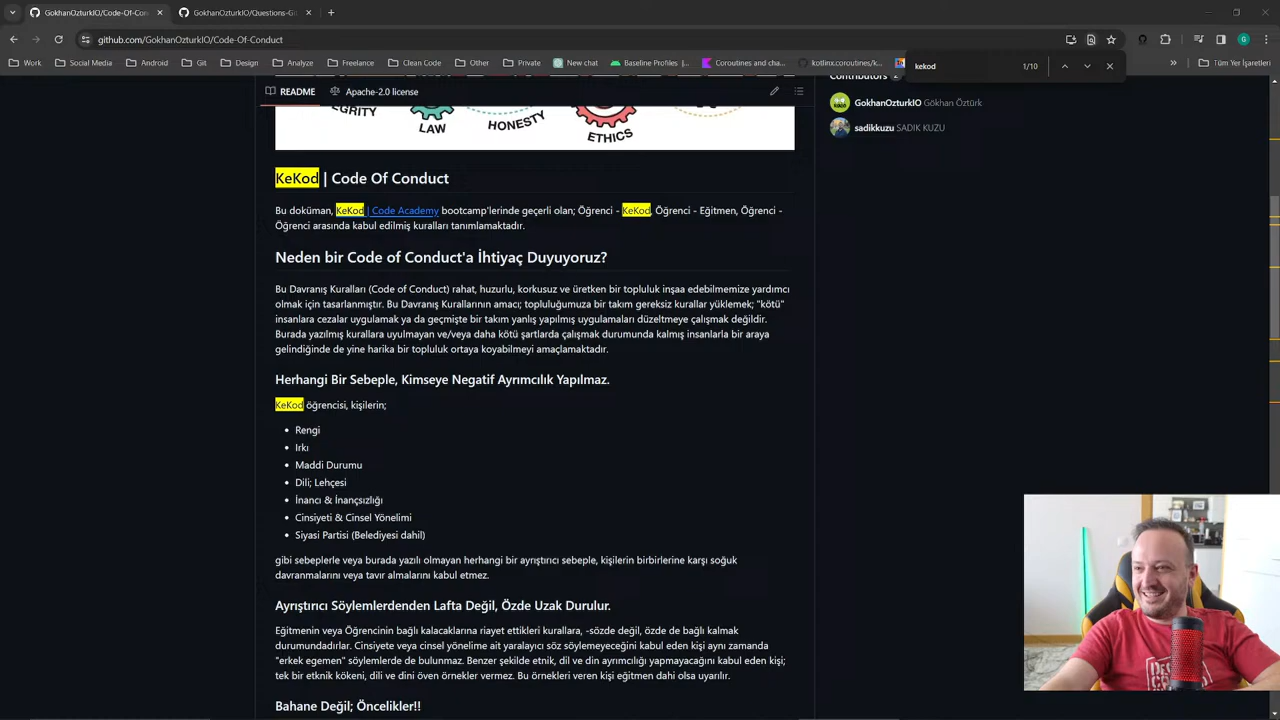 GokhanOzturkIO/Code-Of-Con
GokhanOzturkIO/Questions-G
github.com/GokhanOzturkIO/Code-Of-Conduct
Work
Social Media
Android
Git
Design
Analyze
Freelance
Clean Code
Other
Private
New chat
Baseline Profiles |...
Coroutines and cha...
kotlinx.coroutines/k...
Tüm Yer İşaretleri
kekod
1/10
README
Apache-2.0 license
EGRITY
LAW
HONESTY
ETHICS
Contributors 2
GokhanOzturkIO Gökhan Öztürk
sadikkuzu SADIK KUZU
KeKod | Code Of Conduct
Bu doküman, KeKod | Code Academy bootcamp'lerinde geçerli olan; Öğrenci - KeKod, Öğrenci - Eğitmen, Öğrenci -
Öğrenci arasında kabul edilmiş kuralları tanımlamaktadır.
Neden bir Code of Conduct'a İhtiyaç Duyuyoruz?
Bu Davranış Kuralları (Code of Conduct) rahat, huzurlu, korkusuz ve üretken bir topluluk inşaa edebilmemize yardımcı
olmak için tasarlanmıştır. Bu Davranış Kurallarının amacı; topluluğumuza bir takım gereksiz kurallar yüklemek; "kötü"
insanlara cezalar uygulamak ya da geçmişte bir takım yanlış yapılmış uygulamaları düzeltmeye çalışmak değildir.
Burada yazılmış kurallara uyulmayan ve/veya daha kötü şartlarda çalışmak durumunda kalmış insanlarla bir araya
gelindiğinde de yine harika bir topluluk ortaya koyabilmeyi amaçlamaktadır.
Herhangi Bir Sebeple, Kimseye Negatif Ayrımcılık Yapılmaz.
KeKod öğrencisi, kişilerin;
Rengi
Irkı
Maddi Durumu
Dili; Lehçesi
İnancı & İnançsızlığı
Cinsiyeti & Cinsel Yönelimi
Siyasi Partisi (Belediyesi dahil)
gibi sebeplerle veya burada yazılı olmayan herhangi bir ayrıştırıcı sebeple, kişilerin birbirlerine karşı soğuk
davranmalarını veya tavır almalarını kabul etmez.
Ayrıştırıcı Söylemlerdenden Lafta Değil, Özde Uzak Durulur.
Eğitmenin veya Öğrencinin bağlı kalacaklarına riayet ettikleri kurallara, -sözde değil, özde de bağlı kalmak
durumundadırlar. Cinsiyete veya cinsel yönelime ait yaralayıcı söz söylemeyeceğini kabul eden kişi aynı zamanda
"erkek egemen" söylemlerde de bulunmaz. Benzer şekilde etnik, dil ve din ayrımcılığı yapmayacağını kabul eden kişi;
tek bir etnik kökeni, dili ve dini öven örnekler vermez. Bu örnekleri veren kişi eğitmen dahi olsa uyarılır.
Bahane Değil; Öncelikler!!